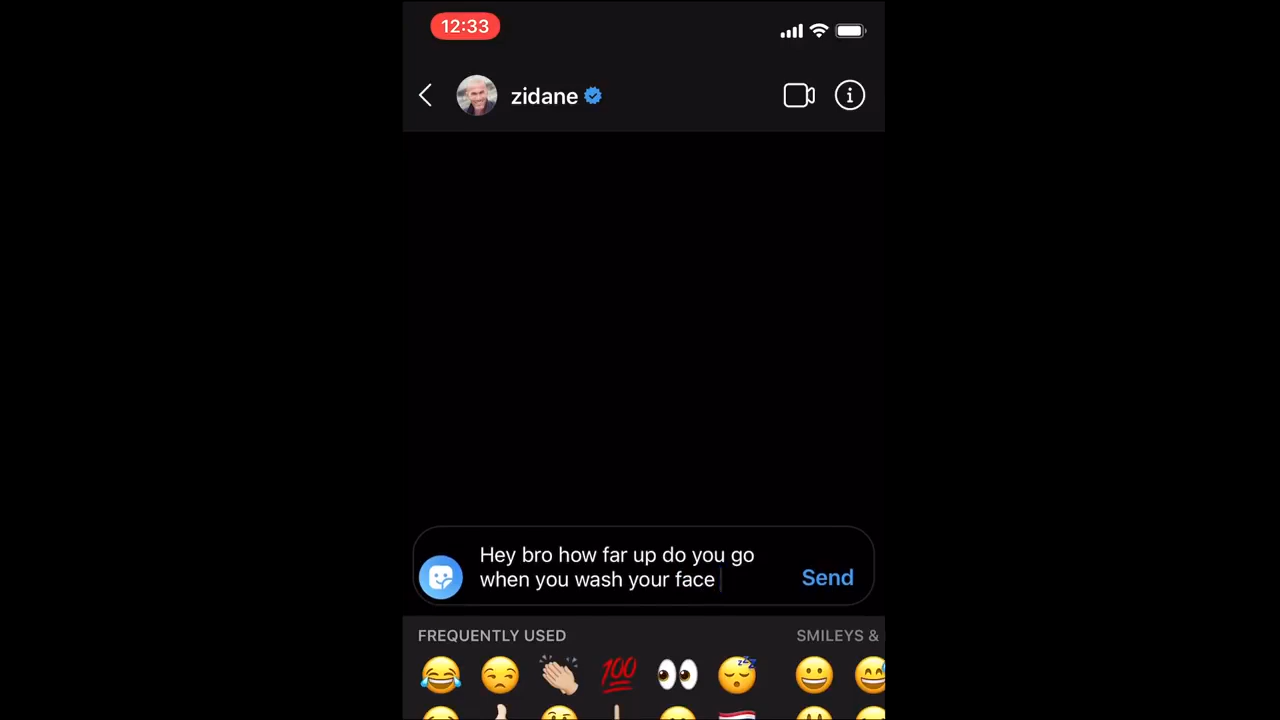 12:33
zidane
Hey bro how far up do you go
when you wash your face
Send
FREQUENTLY USED
SMILEYS &
💯